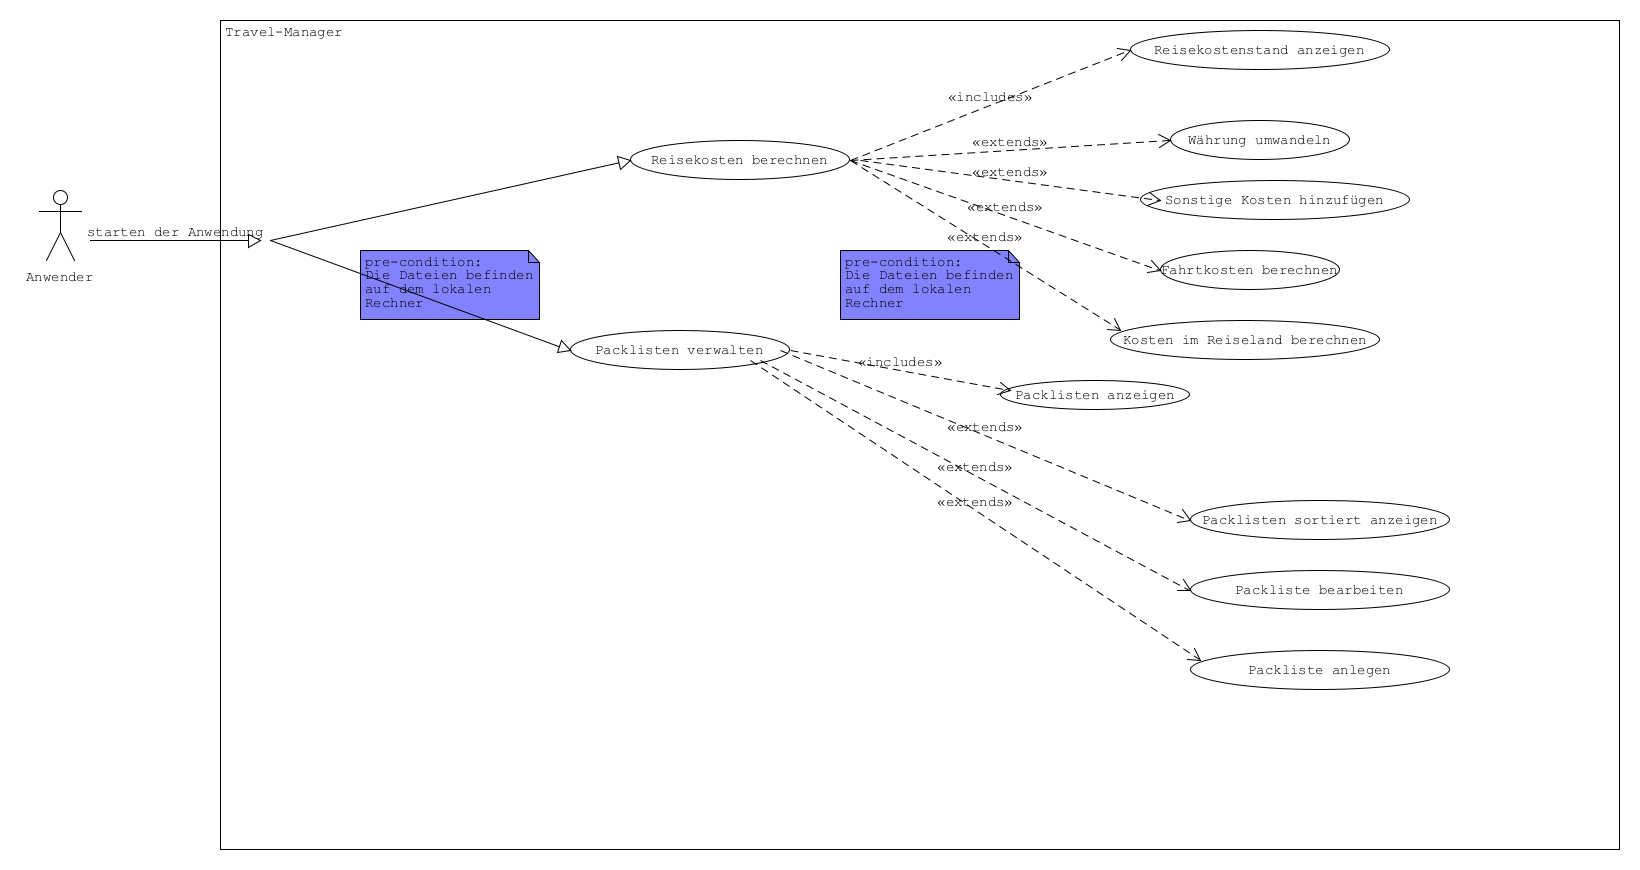 Travel-Manager
Reisekostenstand anzeigen
«includes»
Währung umwandeln
«extends»
Reisekosten berechnen
«extends»
Sonstige Kosten hinzufügen
«extends»
starten der Anwendung
«extends»
Anwender
pre-condition:
Die Dateien befinden
auf dem lokalen
Rechner
pre-condition:
Die Dateien befinden
auf dem lokalen
Rechner
Fahrtkosten berechnen
Kosten im Reiseland berechnen
Packlisten verwalten
«includes»
Packlisten anzeigen
«extends»
«extends»
«extends»
Packlisten sortiert anzeigen
Packliste bearbeiten
Packliste anlegen